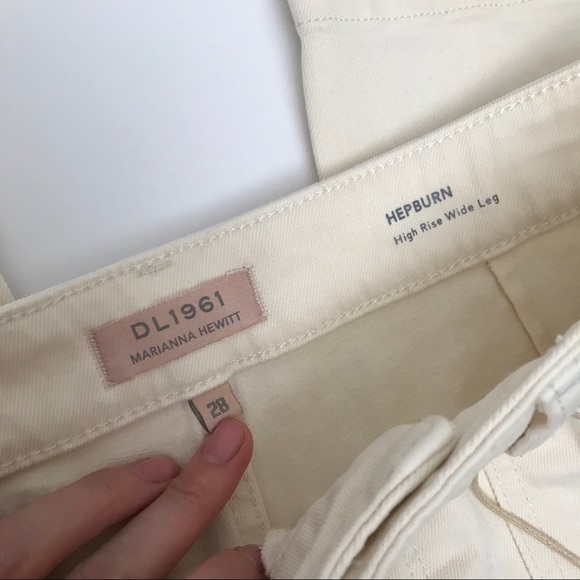 HEPBURN
High Rise Wide Leg
DL1961
MARIANNA HEWITT
28